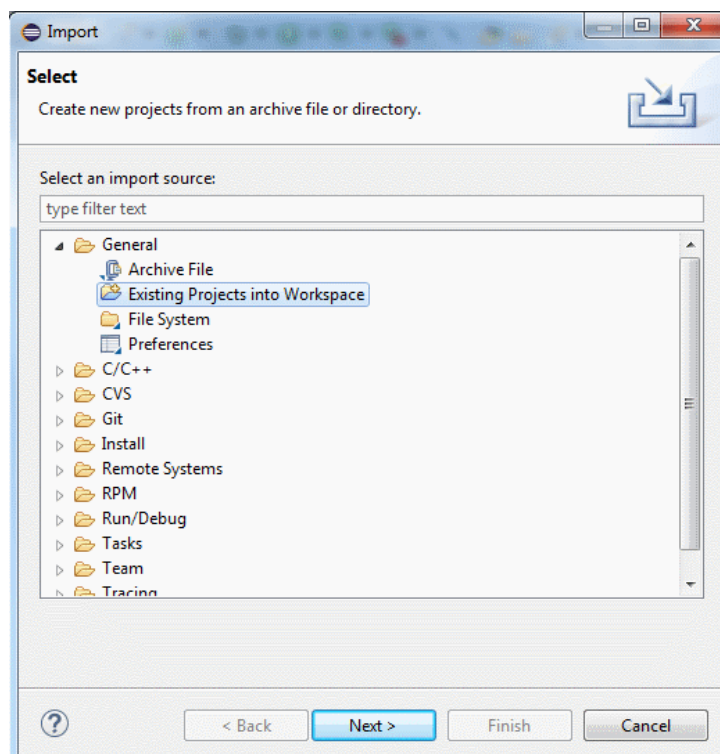 Import
Select
Create new projects from an archive file or directory.
Select an import source:
type filter text
General
Archive File
Existing Projects into Workspace
File System
Preferences
C/C++
CVS
Git
Install
Remote Systems
RPM
Run/Debug
Tasks
Team
Tracing
< Back
Next >
Finish
Cancel